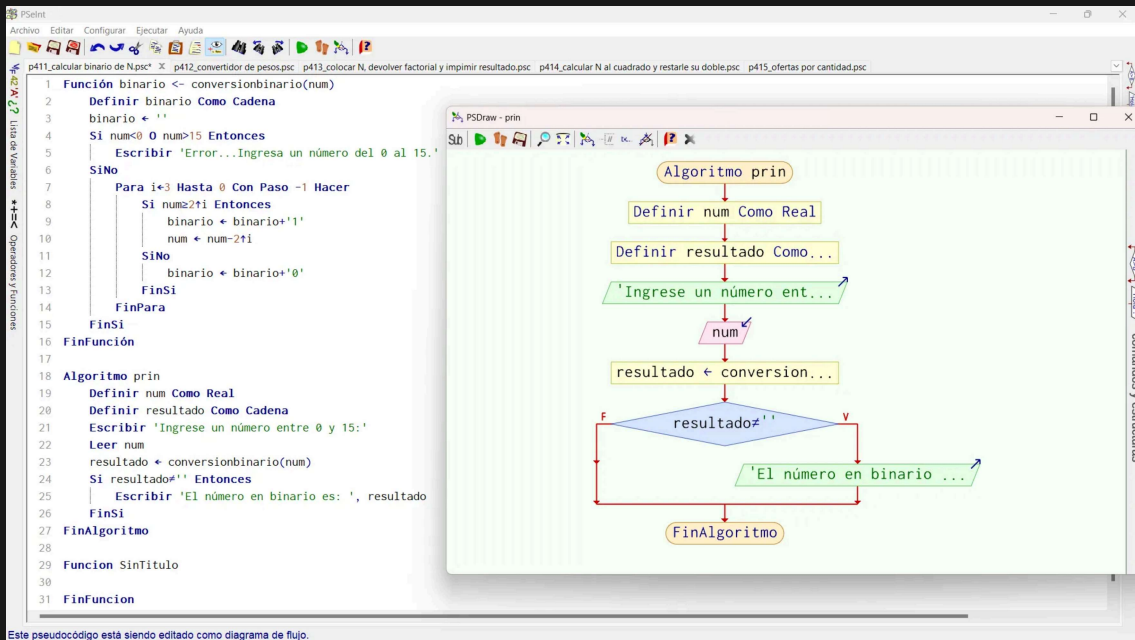 PSeInt
Archivo Editar Configurar Ejecutar Ayuda
p411_calcular binario de N.psc* p412_convertidor de pesos.psc p413_colocar N, devolver factorial y impimir resultado.psc p414_calcular N al cuadrado y restarle su doble.psc p415_ofertas por cantidad.psc
Lista de Variables
Operadores y Funciones
1 Función binario <- conversionbinario(num)
2 Definir binario Como Cadena
3 binario ← ''
4 Si num<0 O num>15 Entonces
5 Escribir 'Error...Ingresa un número del 0 al 15.'
6 SiNo
7 Para i←3 Hasta 0 Con Paso -1 Hacer
8 Si num≥2↑i Entonces
9 binario ← binario+'1'
10 num ← num-2↑i
11 SiNo
12 binario ← binario+'0'
13 FinSi
14 FinPara
15 FinSi
16 FinFunción
17
18 Algoritmo prin
19 Definir num Como Real
20 Definir resultado Como Cadena
21 Escribir 'Ingrese un número entre 0 y 15:'
22 Leer num
23 resultado ← conversionbinario(num)
24 Si resultado≠'' Entonces
25 Escribir 'El número en binario es: ', resultado
26 FinSi
27 FinAlgoritmo
28
29 Funcion SinTitulo
30
31 FinFuncion
PSDraw - prin
Sub
Algoritmo prin
Definir num Como Real
Definir resultado Como...
'Ingrese un número ent...
num
resultado ← conversion...
resultado≠''
F
V
'El número en binario ...
FinAlgoritmo
Este pseudocódigo está siendo editado como diagrama de flujo.